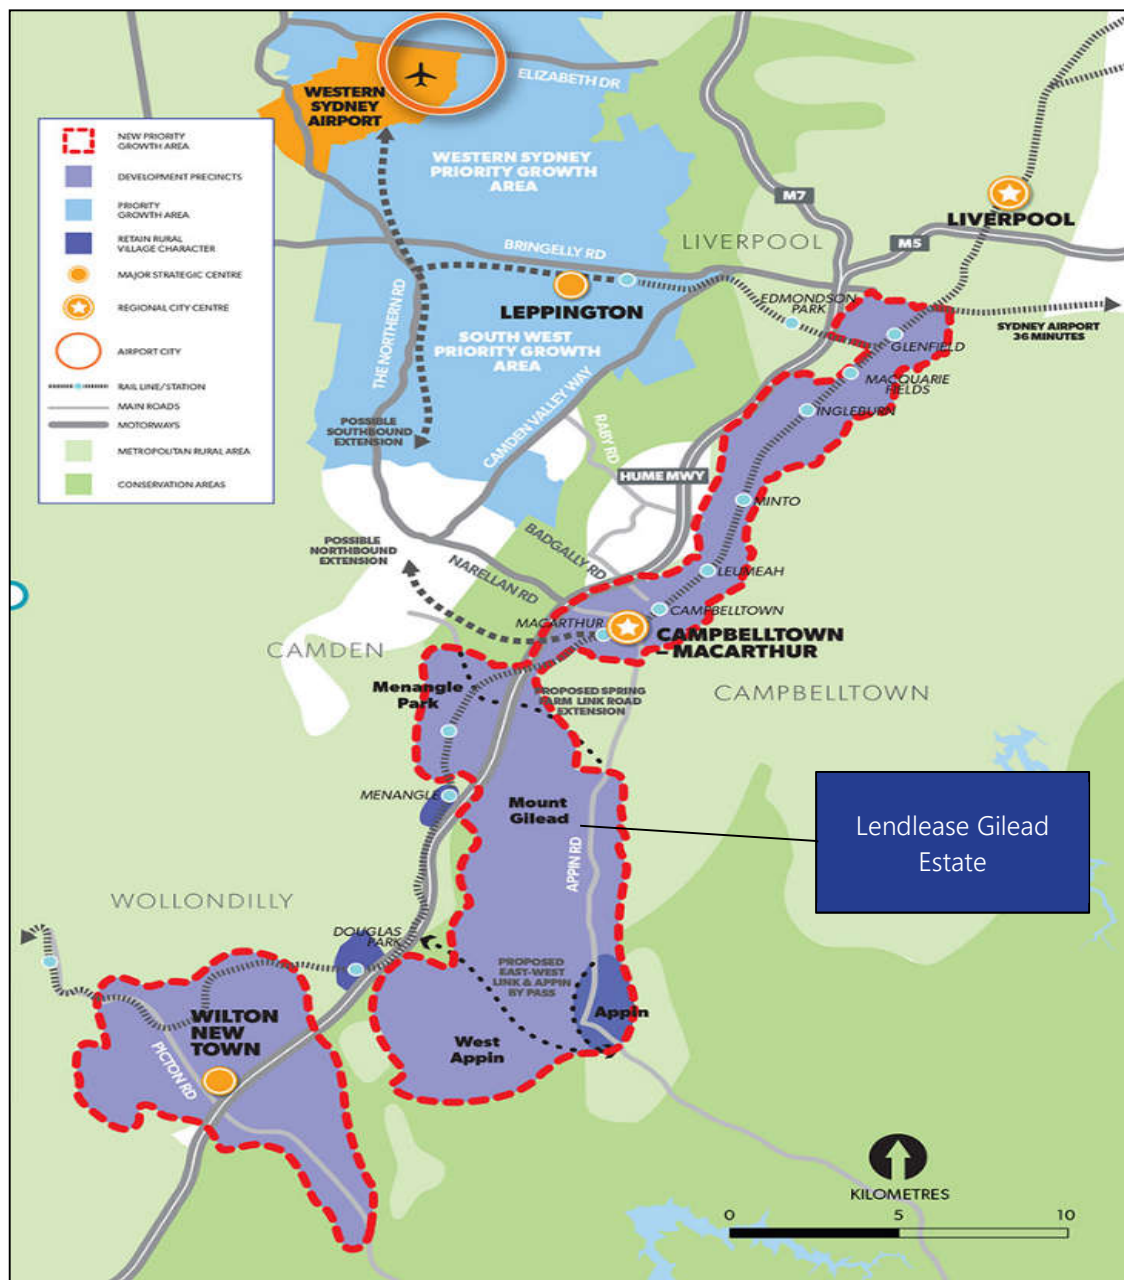 WESTERN
SYDNEY
AIRPORT
ELIZABETH DR
NEW PRIORITY
GROWTH AREA
DEVELOPMENT PRECINCTS
PRIORITY
GROWTH AREA
RETAIN RURAL
VILLAGE CHARACTER
MAJOR STRATEGIC CENTRE
REGIONAL CITY CENTRE
AIRPORT CITY
RAIL LINE/STATION
MAIN ROADS
MOTORWAYS
METROPOLITAN RURAL AREA
CONSERVATION AREAS
WESTERN SYDNEY
PRIORITY GROWTH
AREA
M7
LIVERPOOL
LIVERPOOL
M5
BRINGELLY RD
THE NORTHERN RD
LEPPINGTON
EDMONDSON
PARK
SYDNEY AIRPORT
36 MINUTES
GLENFIELD
SOUTH WEST
PRIORITY GROWTH
AREA
MACQUARIE
FIELDS
INGLEBURN
CAMDEN VALLEY WAY
RABY RD
POSSIBLE
SOUTHBOUND
EXTENSION
HUME MWY
MINTO
POSSIBLE
NORTHBOUND
EXTENSION
BADGALLY RD
NARELLAN RD
LEUMEAH
CAMPBELLTOWN
MACARTHUR
CAMPBELLTOWN
– MACARTHUR
CAMDEN
CAMPBELLTOWN
Menangle
Park
PROPOSED SPRING
FARM LINK ROAD
EXTENSION
MENANGLE
Mount
Gilead
APPIN RD
Lendlease Gilead
Estate
WOLLONDILLY
DOUGLAS
PARK
PROPOSED
EAST-WEST
LINK & APPIN
BY PASS
WILTON
NEW
TOWN
PICTON RD
Appin
West
Appin
KILOMETRES
0 5 10